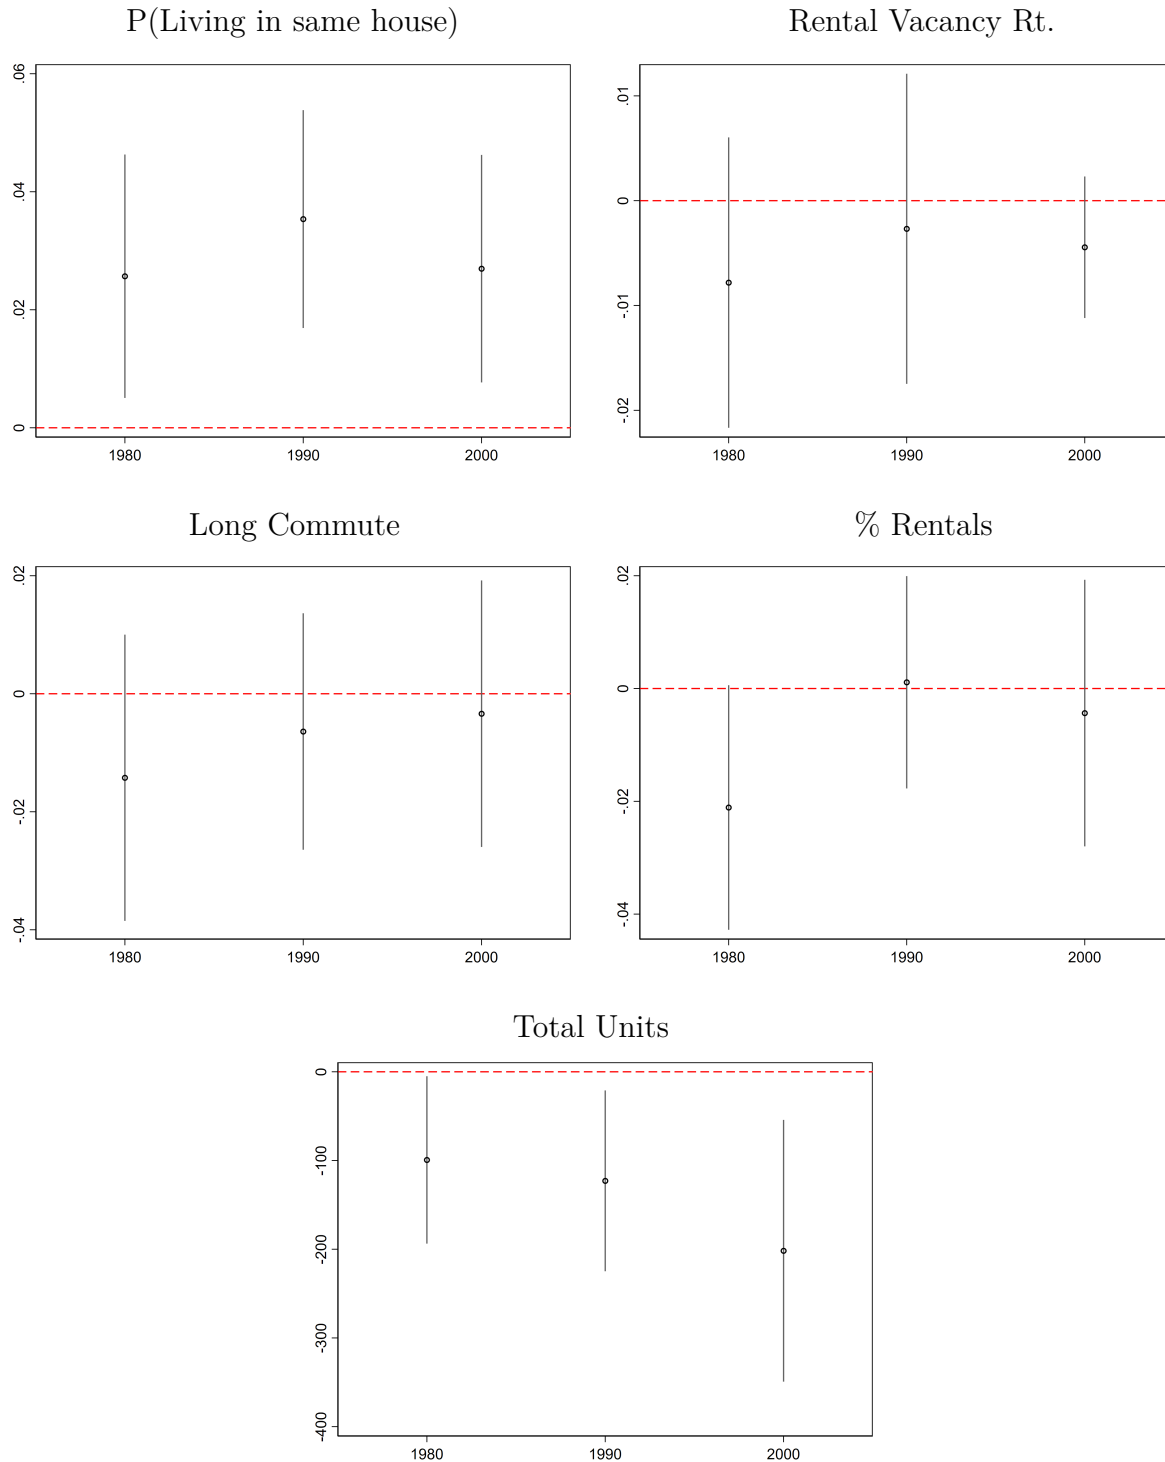 P(Living in same house)
.06
.04
.02
0
1980 1990 2000
Rental Vacancy Rt.
.01
0
-.01
-.02
1980 1990 2000
Long Commute
.02
0
-.02
-.04
1980 1990 2000
% Rentals
.02
0
-.02
-.04
1980 1990 2000
Total Units
0
-100
-200
-300
-400
1980 1990 2000